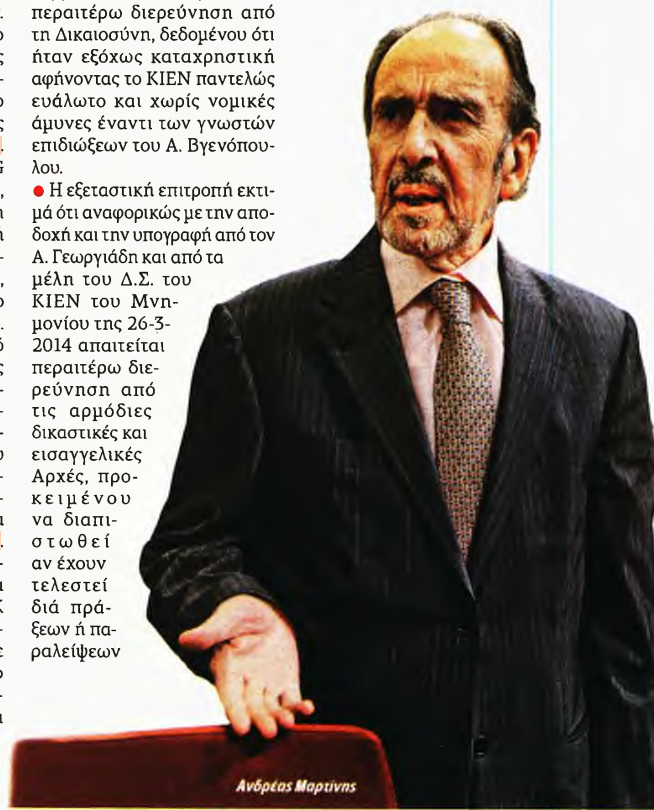 περαιτέρω διερεύνηση από
τη Δικαιοσύνη, δεδομένου ότι
ήταν εξόχως καταχρηστική
αφήνοντας το ΚΙΕΝ παντελώς
ευάλωτο και χωρίς νομικές
άμυνες έναντι των γνωστών
επιδιώξεων του Α. Βγενόπου-
λου.
● Η εξεταστική επιτροπή εκτι-
μά ότι αναφορικώς με την απο-
δοχή και την υπογραφή από τον
Α. Γεωργιάδη και από τα
μέλη του Δ.Σ. του
ΚΙΕΝ του Μνη-
μονίου της 26-3-
2014 απαιτείται
περαιτέρω διε-
ρεύνηση από
τις αρμόδιες
δικαστικές και
εισαγγελικές
Αρχές, προ-
κειμένου
να διαπι-
στωθεί
αν έχουν
τελεστεί
διά πρά-
ξεων ή πα-
ραλείψεων
Ανδρέας Μαρτίνης